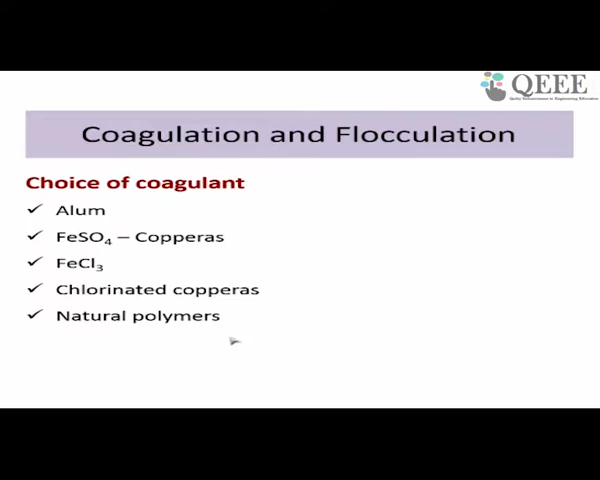 QEEE
Quality Enhancement in Engineering Education
Coagulation and Flocculation
Choice of coagulant
✓ Alum
✓ FeSO₄ – Copperas
✓ FeCl₃
✓ Chlorinated copperas
✓ Natural polymers